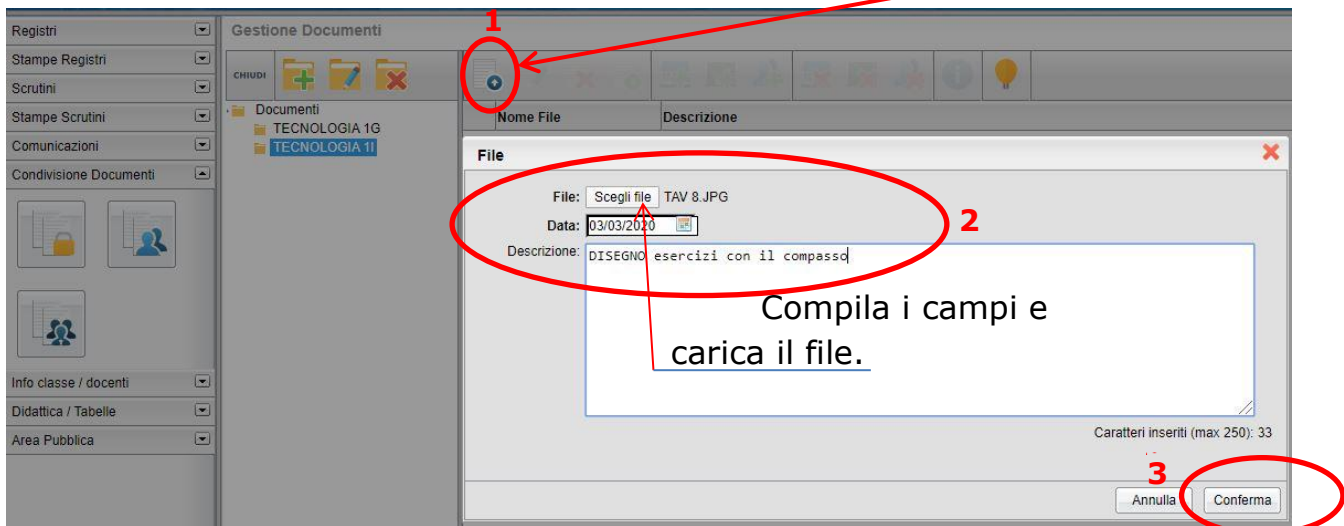 1
Registri
Gestione Documenti
Stampe Registri
CHIUDI
Scrutini
Stampe Scrutini
Documenti
Nome File Descrizione
TECNOLOGIA 1G
Comunicazioni
TECNOLOGIA 1I
Condivisione Documenti
File
File: Scegli file TAV 8.JPG
Data: 03/03/2020
2
Descrizione: DISEGNO esercizi con il compasso
Compila i campi e
carica il file.
Info classe / docenti
Didattica / Tabelle
Area Pubblica
Caratteri inseriti (max 250): 33
3
Annulla Conferma